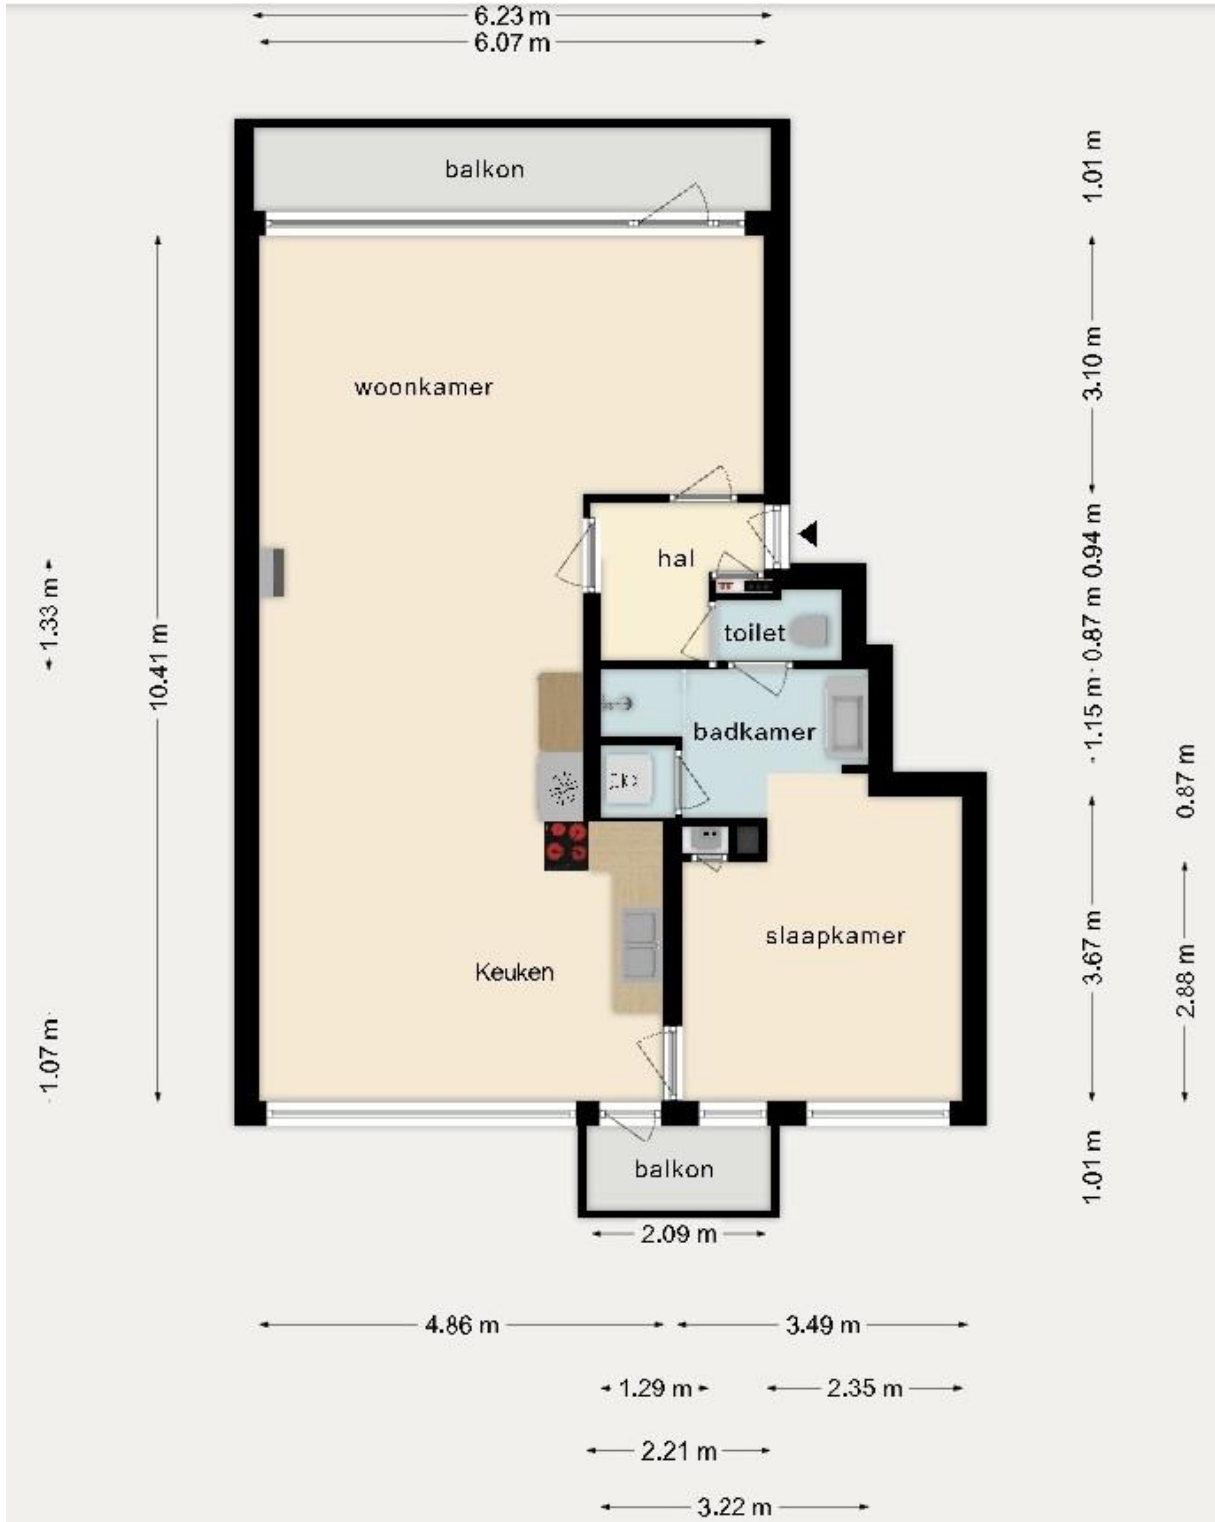 6.23 m
6.07 m
balkon
1.01 m
woonkamer
3.10 m
hal
0.94 m
1.33 m
0.87 m
toilet
10.41 m
1.15 m
badkamer
0.87 m
slaapkamer
3.67 m
Keuken
2.88 m
1.07 m
balkon
1.01 m
2.09 m
4.86 m
3.49 m
1.29 m
2.35 m
2.21 m
3.22 m